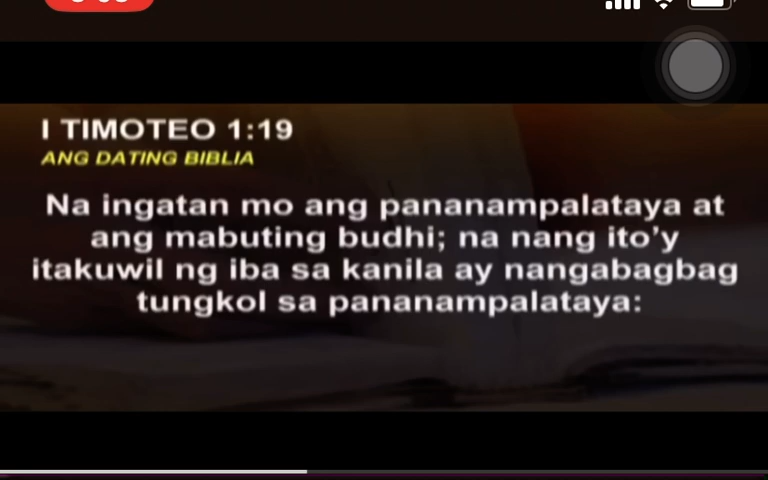 I TIMOTEO 1:19
ANG DATING BIBLIA
Na ingatan mo ang pananampalataya at
ang mabuting budhi; na nang ito'y
itakuwil ng iba sa kanila ay nangabagbag
tungkol sa pananampalataya: